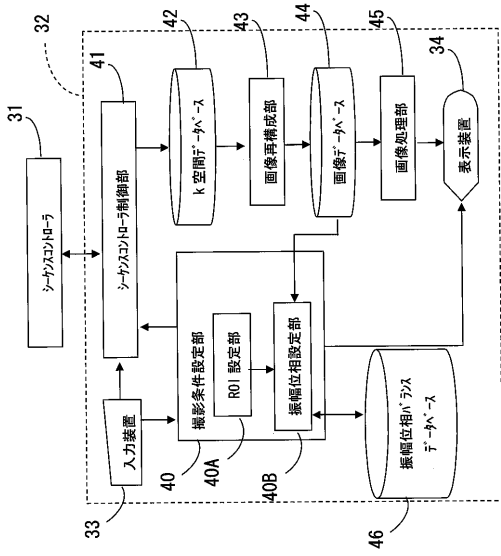 31
シーケンスコントローラ
32
33
入力装置
41
シーケンスコントローラ制御部
42
k 空間データベース
43
画像再構成部
44
画像データベース
45
画像処理部
34
表示装置
40
撮影条件設定部
40A
ROI 設定部
40B
振幅位相設定部
46
振幅位相バランス
データベース